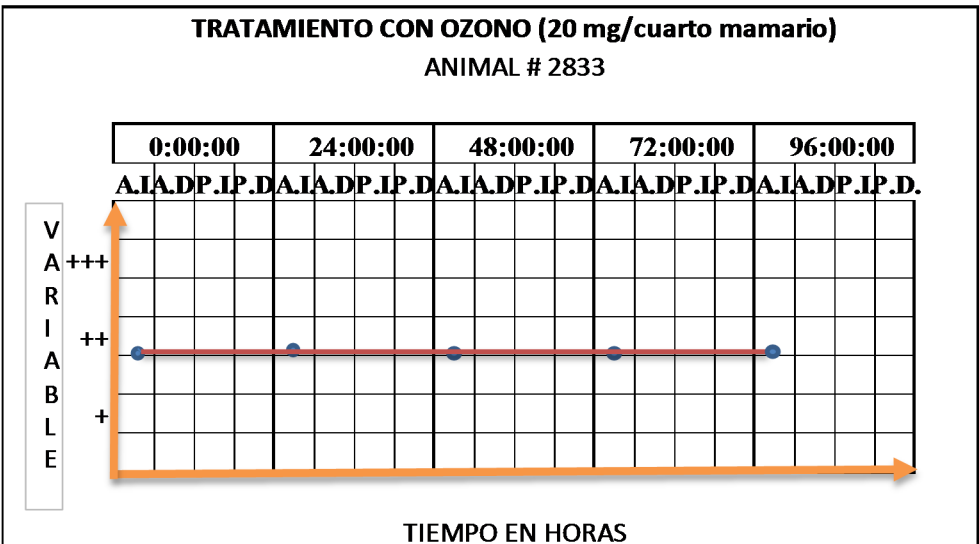 TRATAMIENTO CON OZONO (20 mg/cuarto mamario)
ANIMAL # 2833
0:00:00 24:00:00 48:00:00 72:00:00 96:00:00
A.I. A.D P.I. P.D A.I. A.D P.I. P.D A.I. A.D P.I. P.D A.I. A.D P.I. P.D A.I. A.D P.I. P.D.
VARIABLE
+++
++
+
TIEMPO EN HORAS